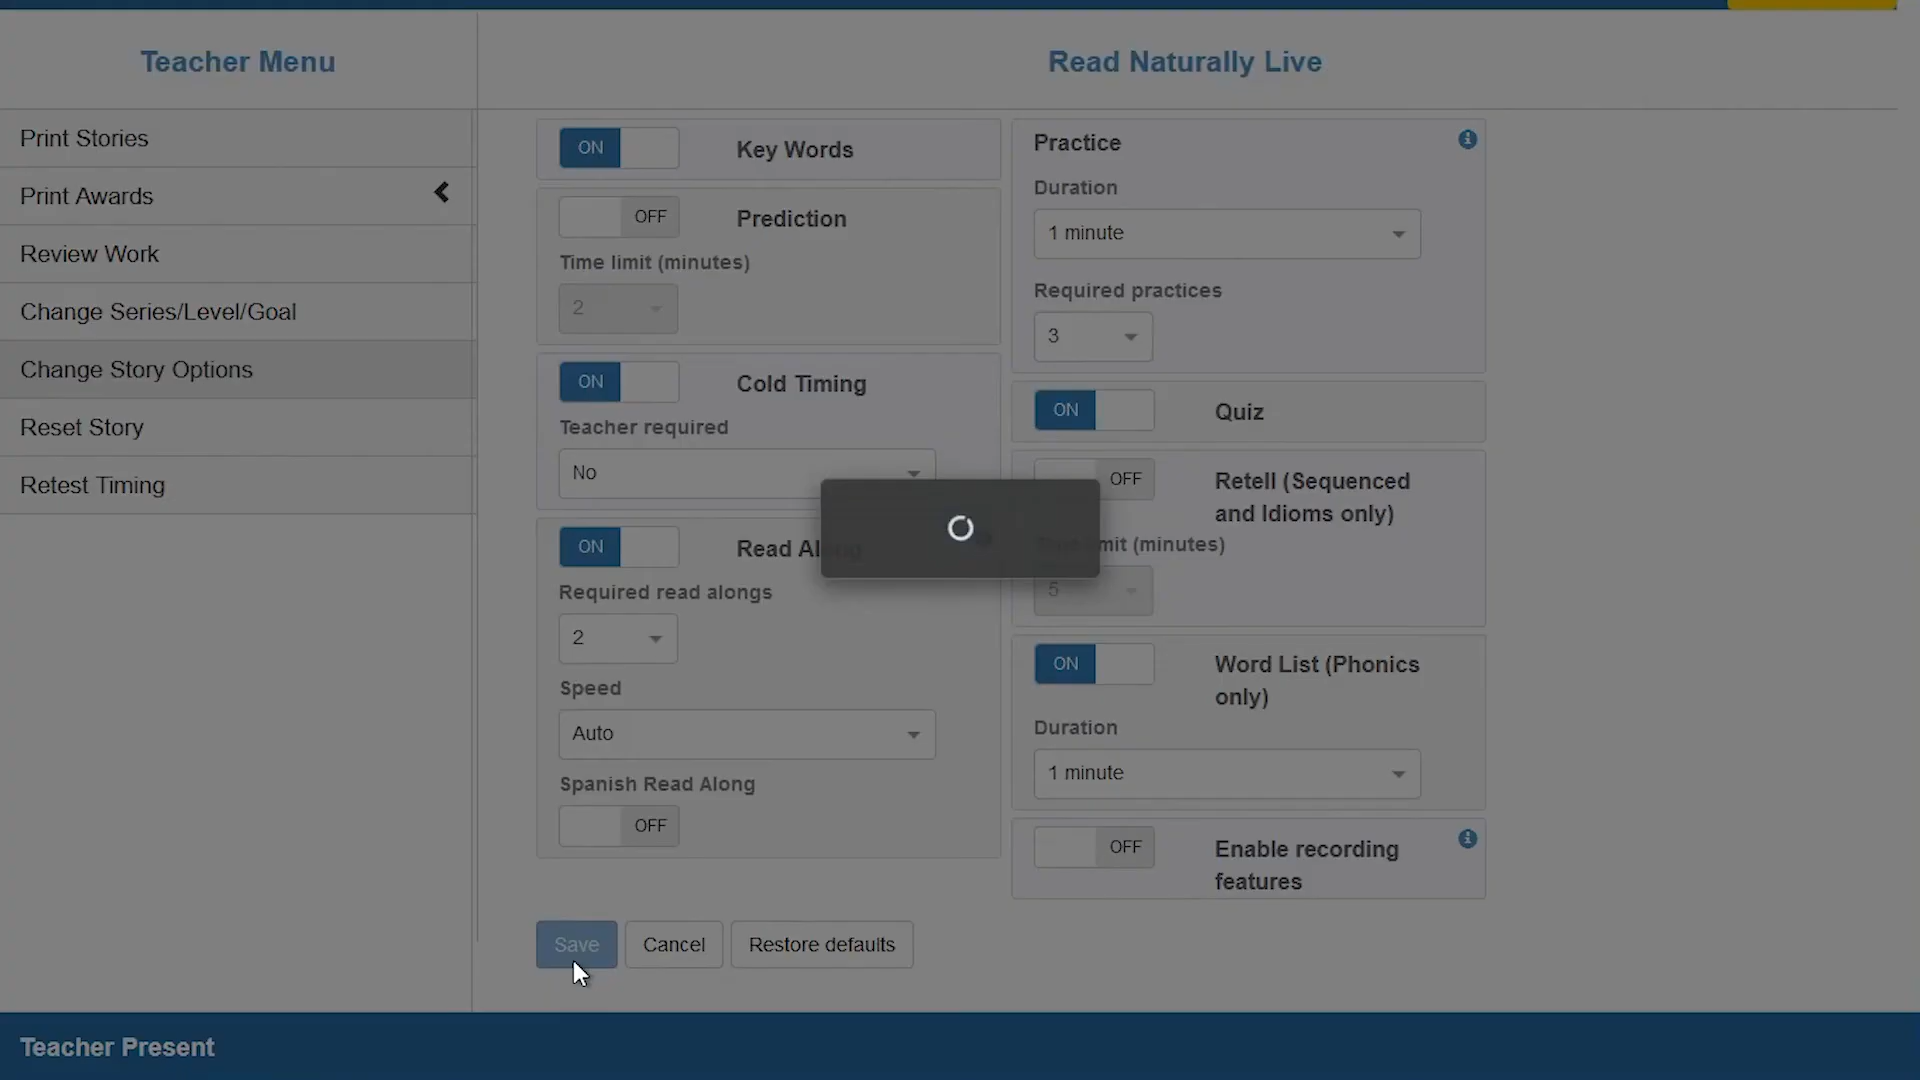 Teacher Menu
Read Naturally Live
Print Stories
Print Awards
Review Work
Change Series/Level/Goal
Change Story Options
Reset Story
Retest Timing
ON
Key Words
OFF
Prediction
Time limit (minutes)
2
ON
Cold Timing
Teacher required
No
ON
Read Along
Required read alongs
2
Speed
Auto
Spanish Read Along
OFF
Practice
Duration
1 minute
Required practices
3
ON
Quiz
OFF
Retell (Sequenced
and Idioms only)
Time limit (minutes)
5
ON
Word List (Phonics
only)
Duration
1 minute
OFF
Enable recording
features
Save
Cancel
Restore defaults
Teacher Present